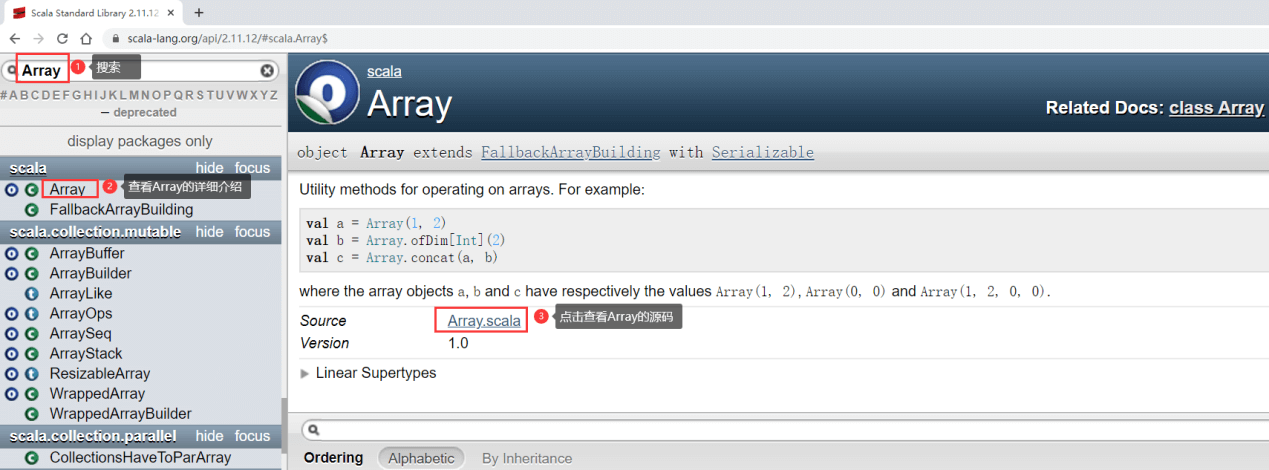 Scala Standard Library 2.11.12
scala-lang.org/api/2.11.12/#scala.Array$
Array
1 搜索
#ABCDEFGHIJKLMNOPQRSTUVWXYZ
– deprecated
display packages only
scala hide focus
Array
2 查看Array的详细介绍
FallbackArrayBuilding
scala.collection.mutable hide focus
ArrayBuffer
ArrayBuilder
ArrayLike
ArrayOps
ArraySeq
ArrayStack
ResizableArray
WrappedArray
WrappedArrayBuilder
scala.collection.parallel hide focus
CollectionsHaveToParArray
scala
Array
Related Docs: class Array
object Array extends FallbackArrayBuilding with Serializable
Utility methods for operating on arrays. For example:
val a = Array(1, 2)
val b = Array.ofDim[Int](2)
val c = Array.concat(a, b)
where the array objects a, b and c have respectively the values Array(1, 2), Array(0, 0) and Array(1, 2, 0, 0).
Source Array.scala
3 点击查看Array的源码
Version 1.0
Linear Supertypes
Ordering Alphabetic By Inheritance